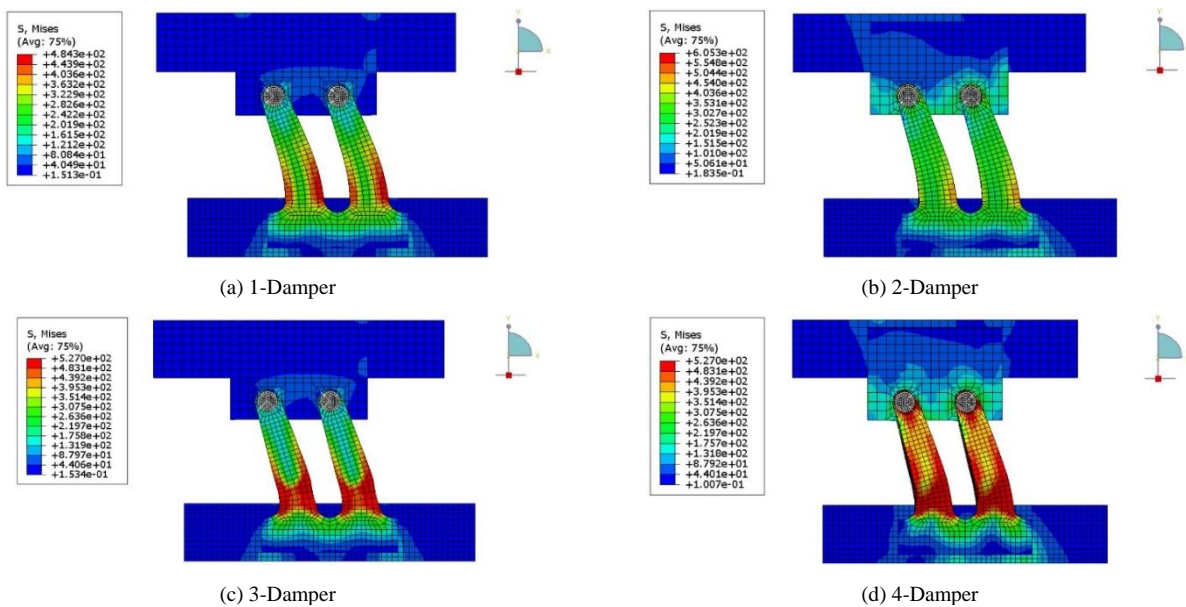 S, Mises
(Avg: 75%)
+4.843e+02
+4.439e+02
+4.036e+02
+3.632e+02
+3.229e+02
+2.826e+02
+2.422e+02
+2.019e+02
+1.615e+02
+1.212e+02
+8.084e+01
+4.049e+01
+1.513e-01
Y
X
(a) 1-Damper
S, Mises
(Avg: 75%)
+6.053e+02
+5.548e+02
+5.044e+02
+4.540e+02
+4.036e+02
+3.531e+02
+3.027e+02
+2.523e+02
+2.019e+02
+1.515e+02
+1.010e+02
+5.061e+01
+1.835e-01
Y
(b) 2-Damper
S, Mises
(Avg: 75%)
+5.270e+02
+4.831e+02
+4.392e+02
+3.953e+02
+3.514e+02
+3.075e+02
+2.636e+02
+2.197e+02
+1.758e+02
+1.319e+02
+8.797e+01
+4.406e+01
+1.534e-01
Y
X
(c) 3-Damper
S, Mises
(Avg: 75%)
+5.270e+02
+4.831e+02
+4.392e+02
+3.953e+02
+3.514e+02
+3.075e+02
+2.636e+02
+2.197e+02
+1.757e+02
+1.318e+02
+8.792e+01
+4.401e+01
+1.007e-01
Y
(d) 4-Damper